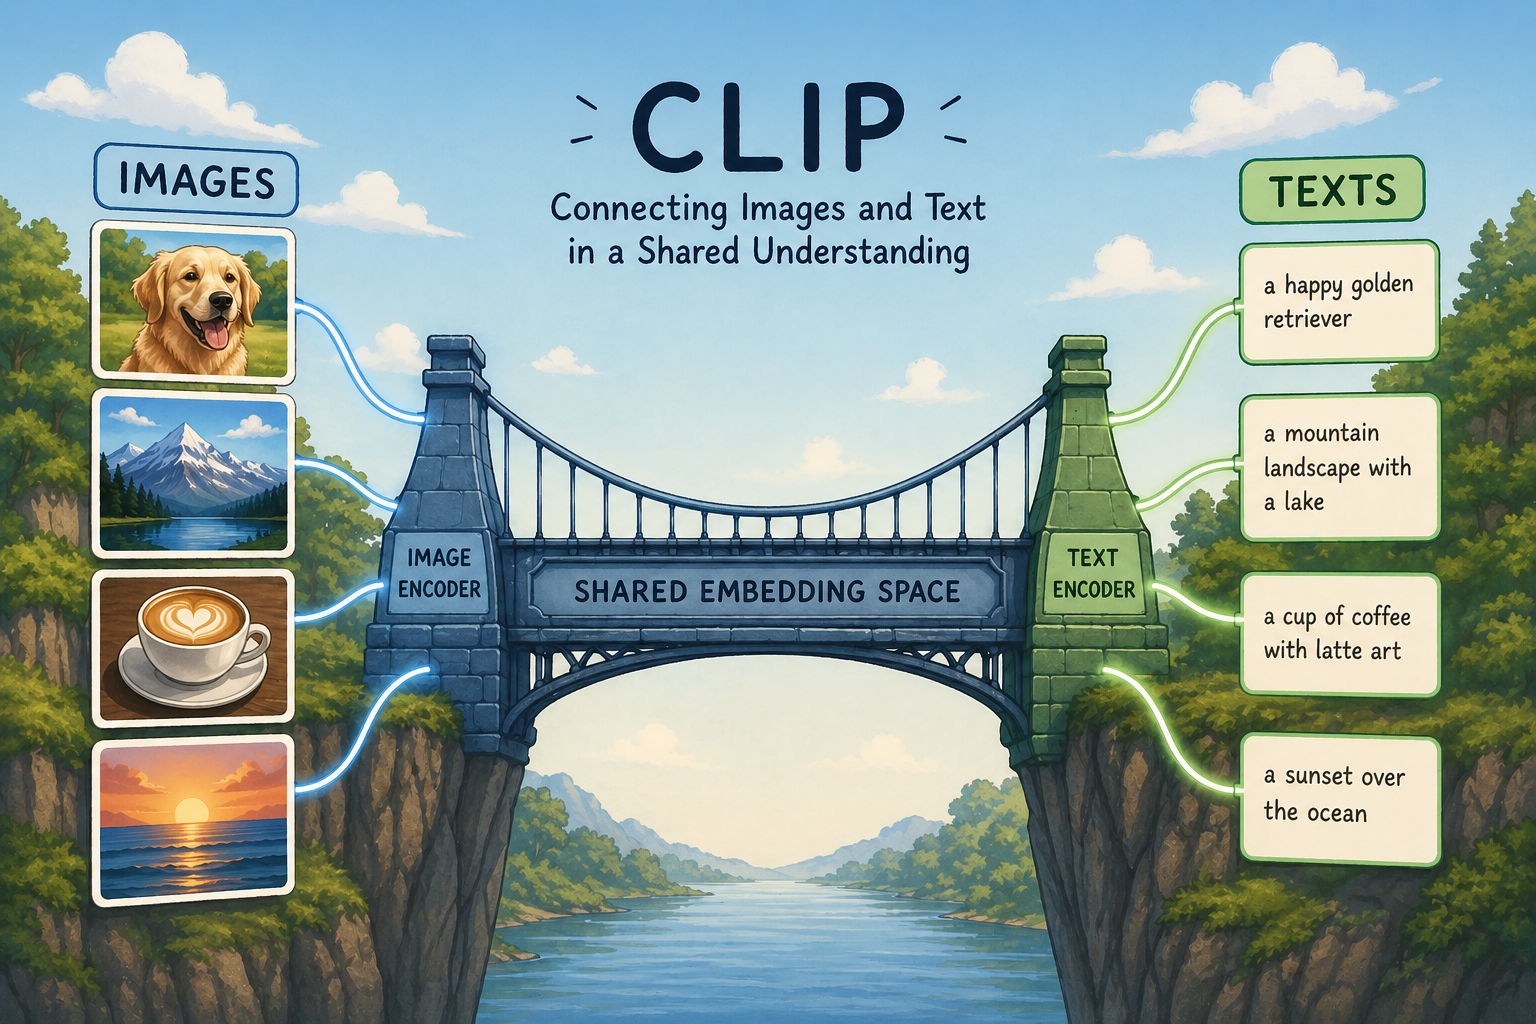 CLIP
Connecting Images and Text
in a Shared Understanding
IMAGES
TEXTS
a happy golden
retriever
a mountain
landscape with
a lake
IMAGE
ENCODER
SHARED EMBEDDING SPACE
TEXT
ENCODER
a cup of coffee
with latte art
a sunset over
the ocean